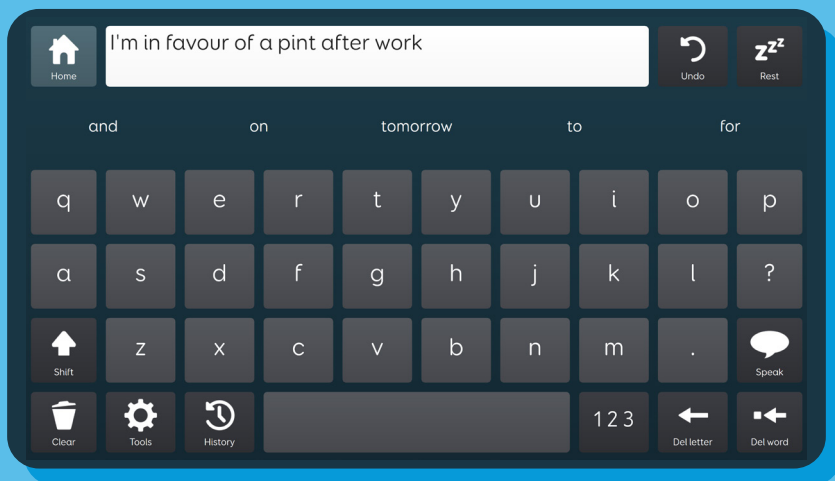 Home
I'm in favour of a pint after work
Undo
zzz
Rest
and on tomorrow to for
q w e r t y u i o p
a s d f g h j k l ?
Shift
z x c v b n m .
Speak
Clear
Tools
History
123
Del letter
Del word